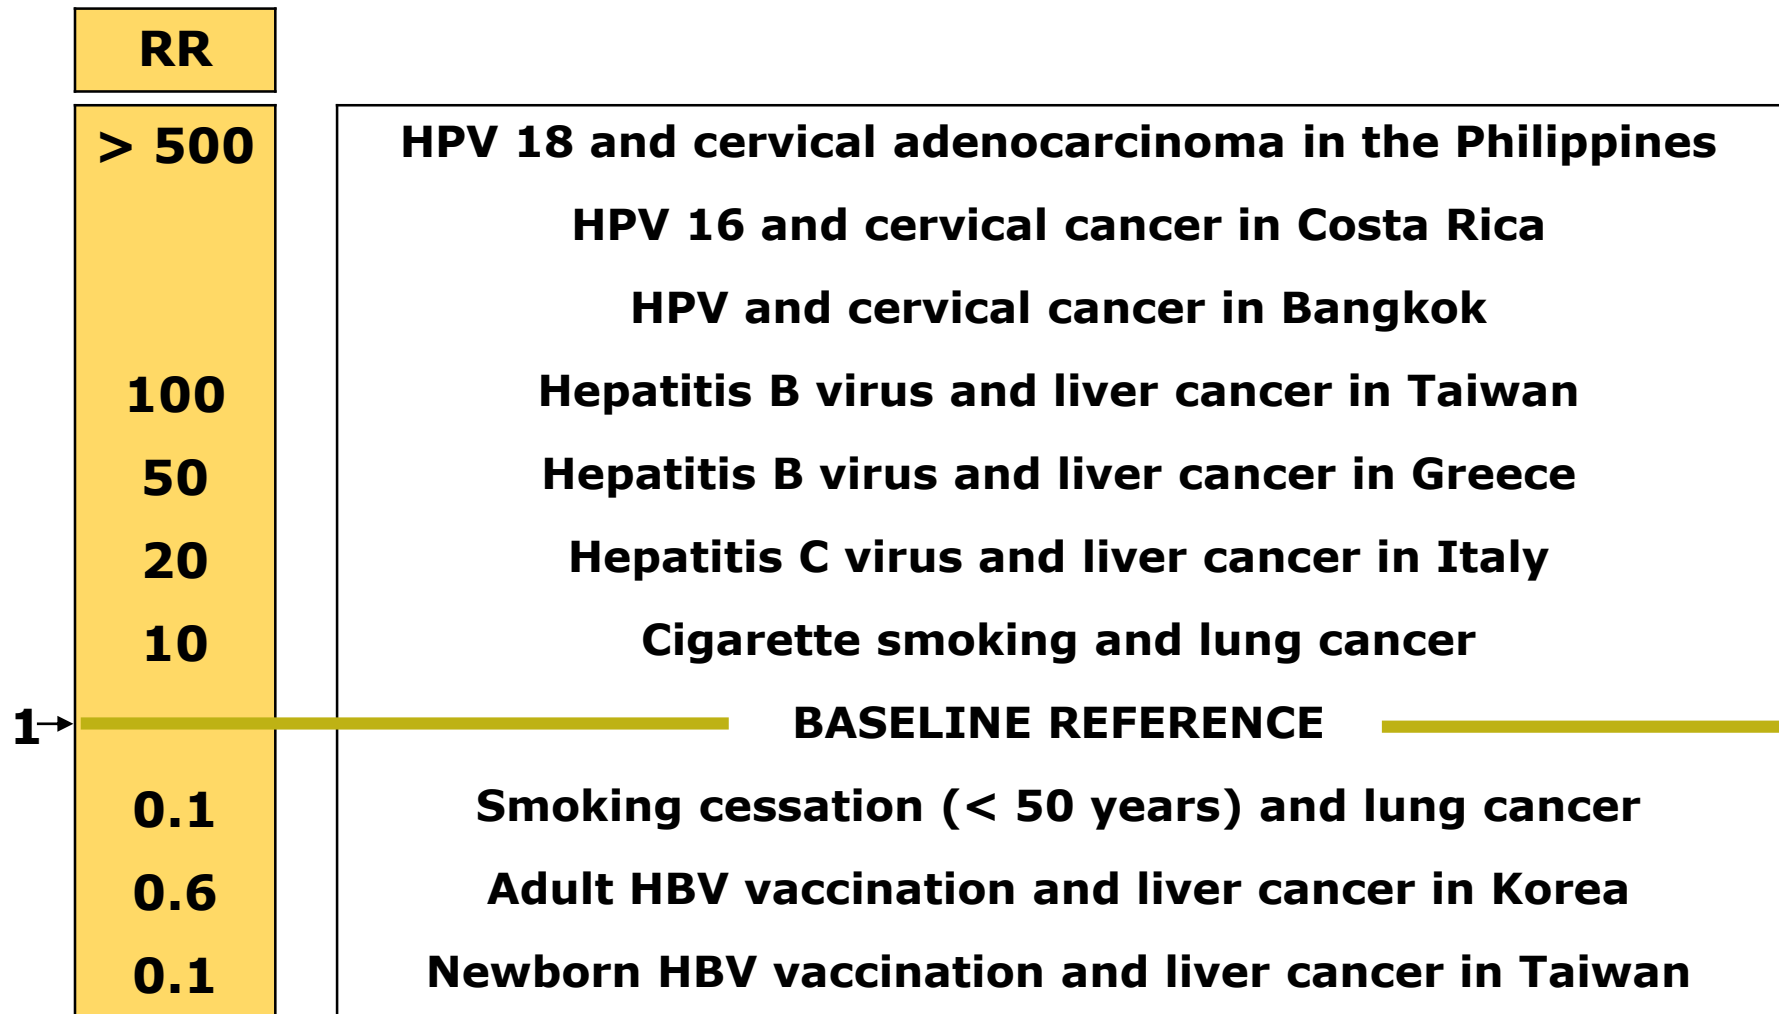 RR
> 500 HPV 18 and cervical adenocarcinoma in the Philippines
HPV 16 and cervical cancer in Costa Rica
HPV and cervical cancer in Bangkok
100 Hepatitis B virus and liver cancer in Taiwan
50 Hepatitis B virus and liver cancer in Greece
20 Hepatitis C virus and liver cancer in Italy
10 Cigarette smoking and lung cancer
1 BASELINE REFERENCE
0.1 Smoking cessation (< 50 years) and lung cancer
0.6 Adult HBV vaccination and liver cancer in Korea
0.1 Newborn HBV vaccination and liver cancer in Taiwan